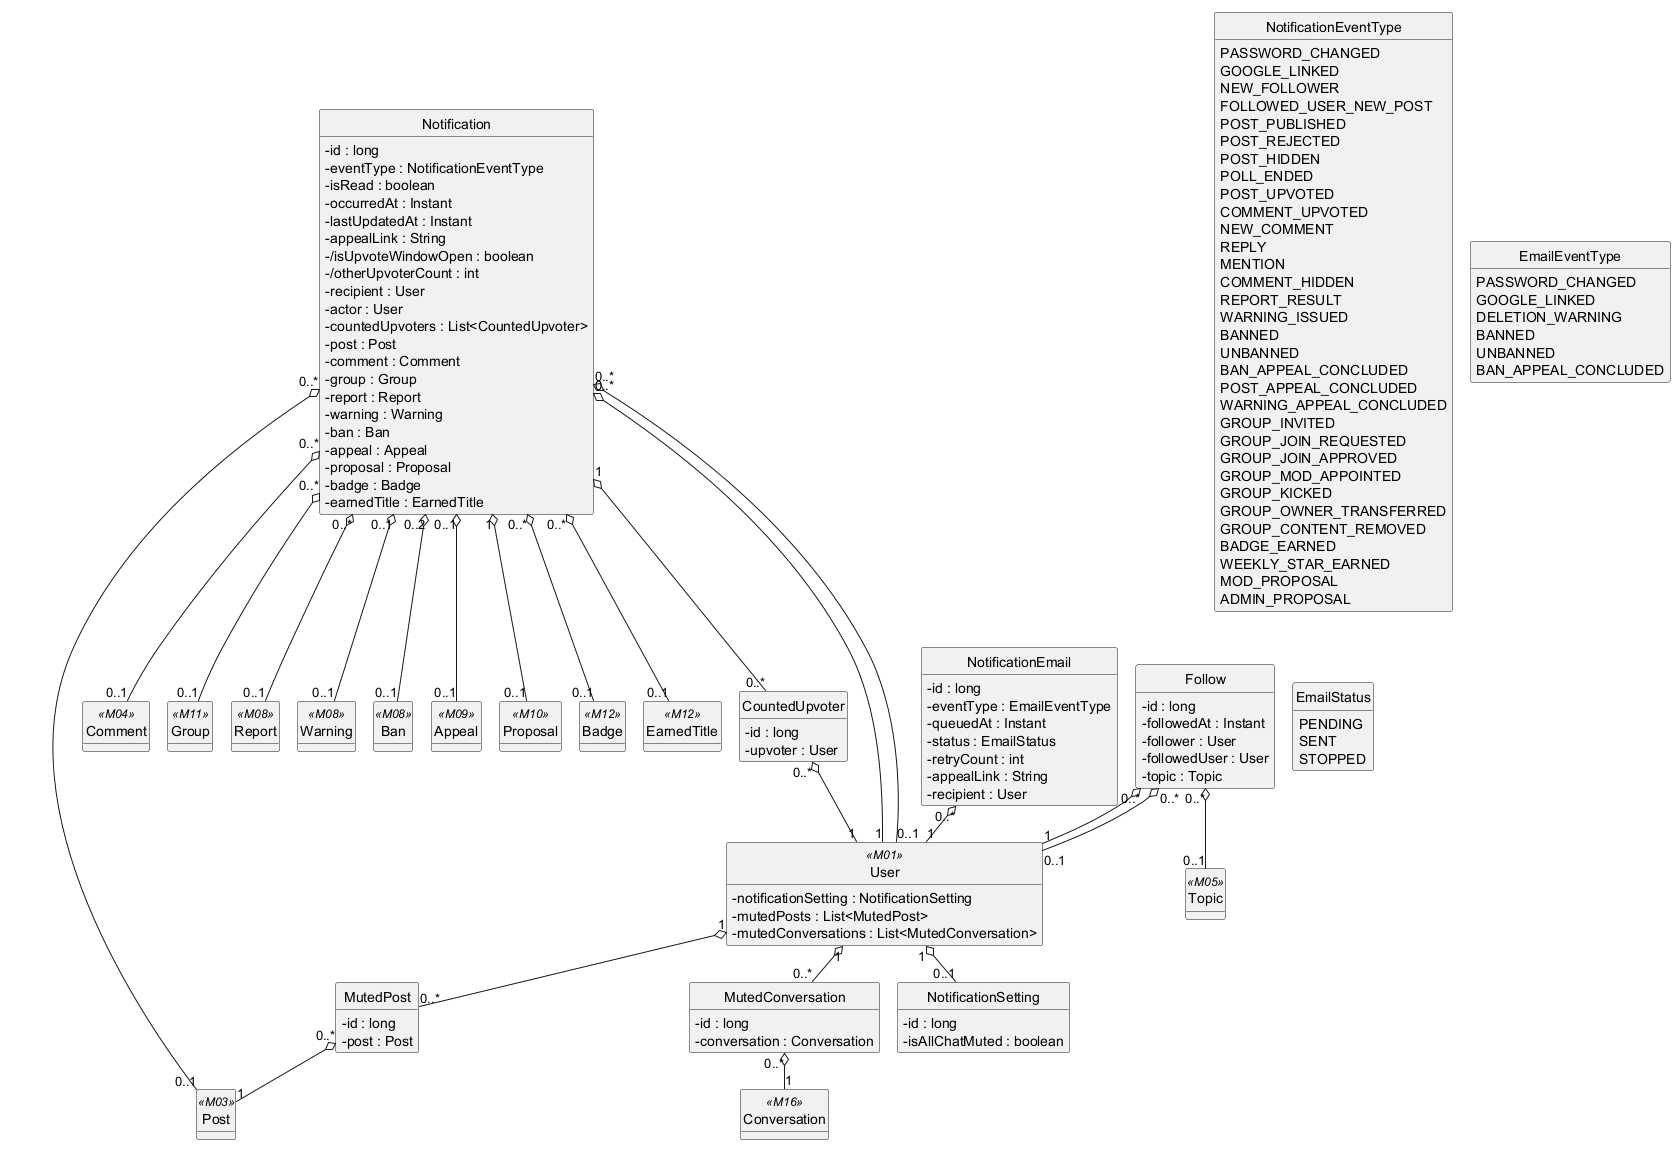 NotificationEventType
PASSWORD_CHANGED
GOOGLE_LINKED
NEW_FOLLOWER
FOLLOWED_USER_NEW_POST
POST_PUBLISHED
POST_REJECTED
POST_HIDDEN
POLL_ENDED
POST_UPVOTED
COMMENT_UPVOTED
NEW_COMMENT
REPLY
MENTION
COMMENT_HIDDEN
REPORT_RESULT
WARNING_ISSUED
BANNED
UNBANNED
BAN_APPEAL_CONCLUDED
POST_APPEAL_CONCLUDED
WARNING_APPEAL_CONCLUDED
GROUP_INVITED
GROUP_JOIN_REQUESTED
GROUP_JOIN_APPROVED
GROUP_MOD_APPOINTED
GROUP_KICKED
GROUP_OWNER_TRANSFERRED
GROUP_CONTENT_REMOVED
BADGE_EARNED
WEEKLY_STAR_EARNED
MOD_PROPOSAL
ADMIN_PROPOSAL
EmailEventType
PASSWORD_CHANGED
GOOGLE_LINKED
DELETION_WARNING
BANNED
UNBANNED
BAN_APPEAL_CONCLUDED
Notification
-id : long
-eventType : NotificationEventType
-isRead : boolean
-occurredAt : Instant
-lastUpdatedAt : Instant
-appealLink : String
-/isUpvoteWindowOpen : boolean
-/otherUpvoterCount : int
-recipient : User
-actor : User
-countedUpvoters : List<CountedUpvoter>
-post : Post
-comment : Comment
-group : Group
-report : Report
-warning : Warning
-ban : Ban
-appeal : Appeal
-proposal : Proposal
-badge : Badge
-earnedTitle : EarnedTitle
0..*
0..*
0..*
0..*
0..*
1
0..*
0..1
0..2
0..1
1
0..*
0..*
0..1
0..1
0..1
0..1
0..1
0..1
0..1
0..1
0..1
0..*
«M04»
Comment
«M11»
Group
«M08»
Report
«M08»
Warning
«M08»
Ban
«M09»
Appeal
«M10»
Proposal
«M12»
Badge
«M12»
EarnedTitle
CountedUpvoter
-id : long
-upvoter : User
NotificationEmail
-id : long
-eventType : EmailEventType
-queuedAt : Instant
-status : EmailStatus
-retryCount : int
-appealLink : String
-recipient : User
Follow
-id : long
-followedAt : Instant
-follower : User
-followedUser : User
-topic : Topic
EmailStatus
PENDING
SENT
STOPPED
0..*
0..*
0..*
0..*
0..*
1
1
0..1
1
1
0..1
0..1
«M01»
User
-notificationSetting : NotificationSetting
-mutedPosts : List<MutedPost>
-mutedConversations : List<MutedConversation>
«M05»
Topic
1
1
1
0..*
0..*
0..1
MutedPost
-id : long
-post : Post
MutedConversation
-id : long
-conversation : Conversation
NotificationSetting
-id : long
-isAllChatMuted : boolean
0..*
0..*
0..1
1
1
«M03»
Post
«M16»
Conversation